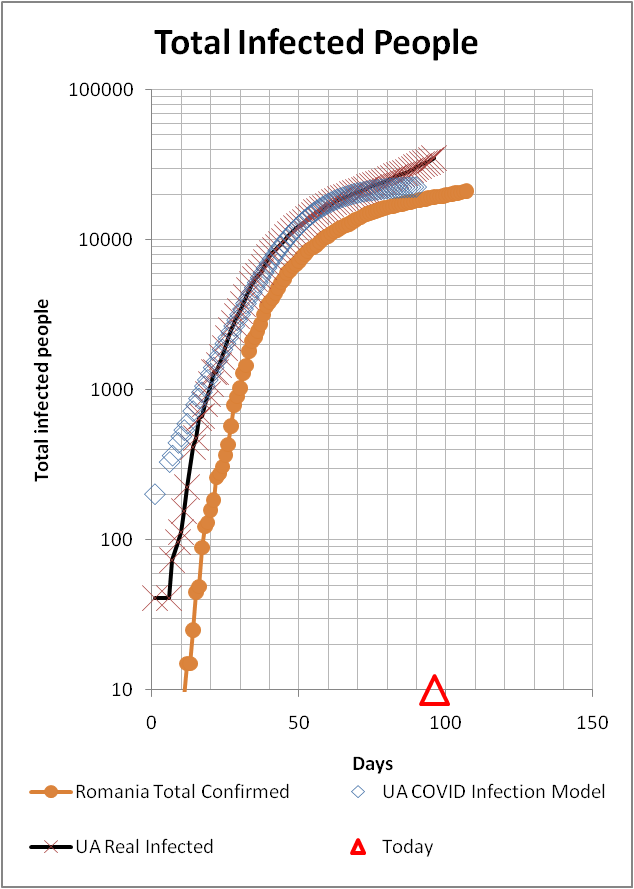 Total Infected People
100000
10000
1000
100
10
Total infected people
0 50 100 150
Days
Romania Total Confirmed
UA COVID Infection Model
UA Real Infected
Today